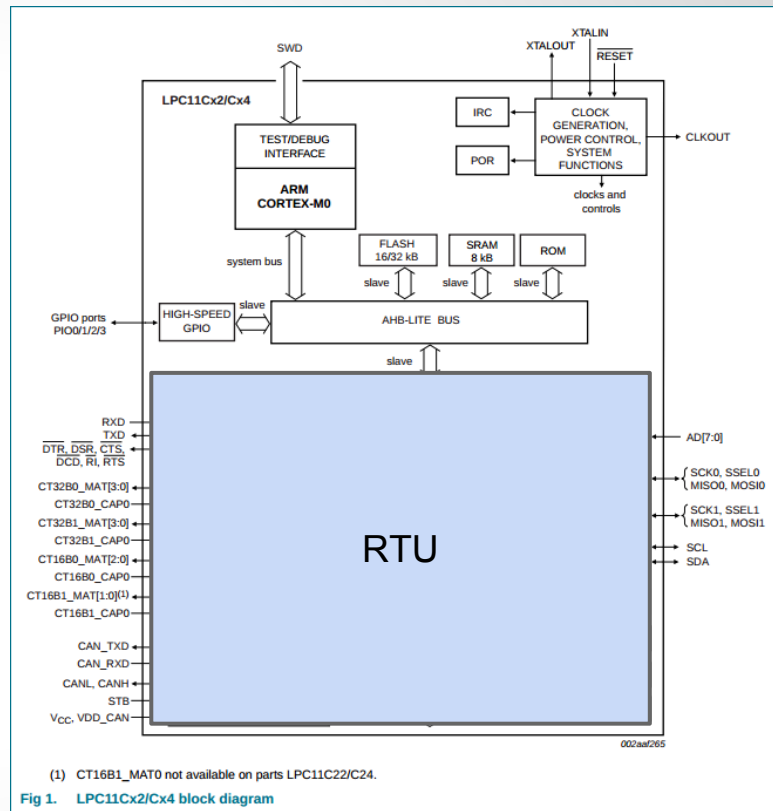 XTALIN
XTALOUT
RESET
SWD
LPC11Cx2/Cx4
IRC
CLOCK
GENERATION,
POWER CONTROL,
SYSTEM
FUNCTIONS
CLKOUT
POR
TEST/DEBUG
INTERFACE
ARM
CORTEX-M0
clocks and
controls
FLASH
16/32 kB
SRAM
8 kB
ROM
system bus
slave
slave
slave
GPIO ports
PIO0/1/2/3
HIGH-SPEED
GPIO
slave
AHB-LITE BUS
slave
RTU
RXD
TXD
DTR, DSR, CTS,
DCD, RI, RTS
CT32B0_MAT[3:0]
CT32B0_CAP0
CT32B1_MAT[3:0]
CT32B1_CAP0
CT16B0_MAT[2:0]
CT16B0_CAP0
CT16B1_MAT[1:0](1)
CT16B1_CAP0
CAN_TXD
CAN_RXD
CANL, CANH
STB
VCC, VDD_CAN
AD[7:0]
SCK0, SSEL0
MISO0, MOSI0
SCK1, SSEL1
MISO1, MOSI1
SCL
SDA
002aaf265
(1) CT16B1_MAT0 not available on parts LPC11C22/C24.
Fig 1. LPC11Cx2/Cx4 block diagram